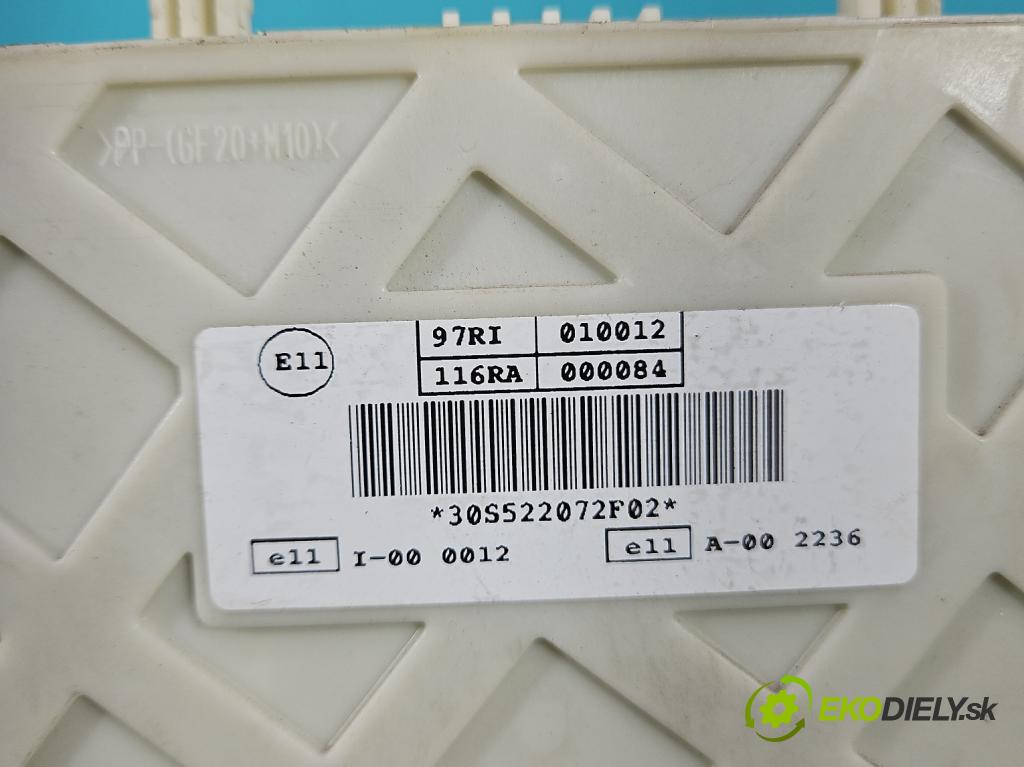 >PP-(GF20+M10)<
E11
97RI 010012
116RA 000084
*30S522072F02*
e11 I-00 0012
e11 A-00 2236
EKODIELY.sk